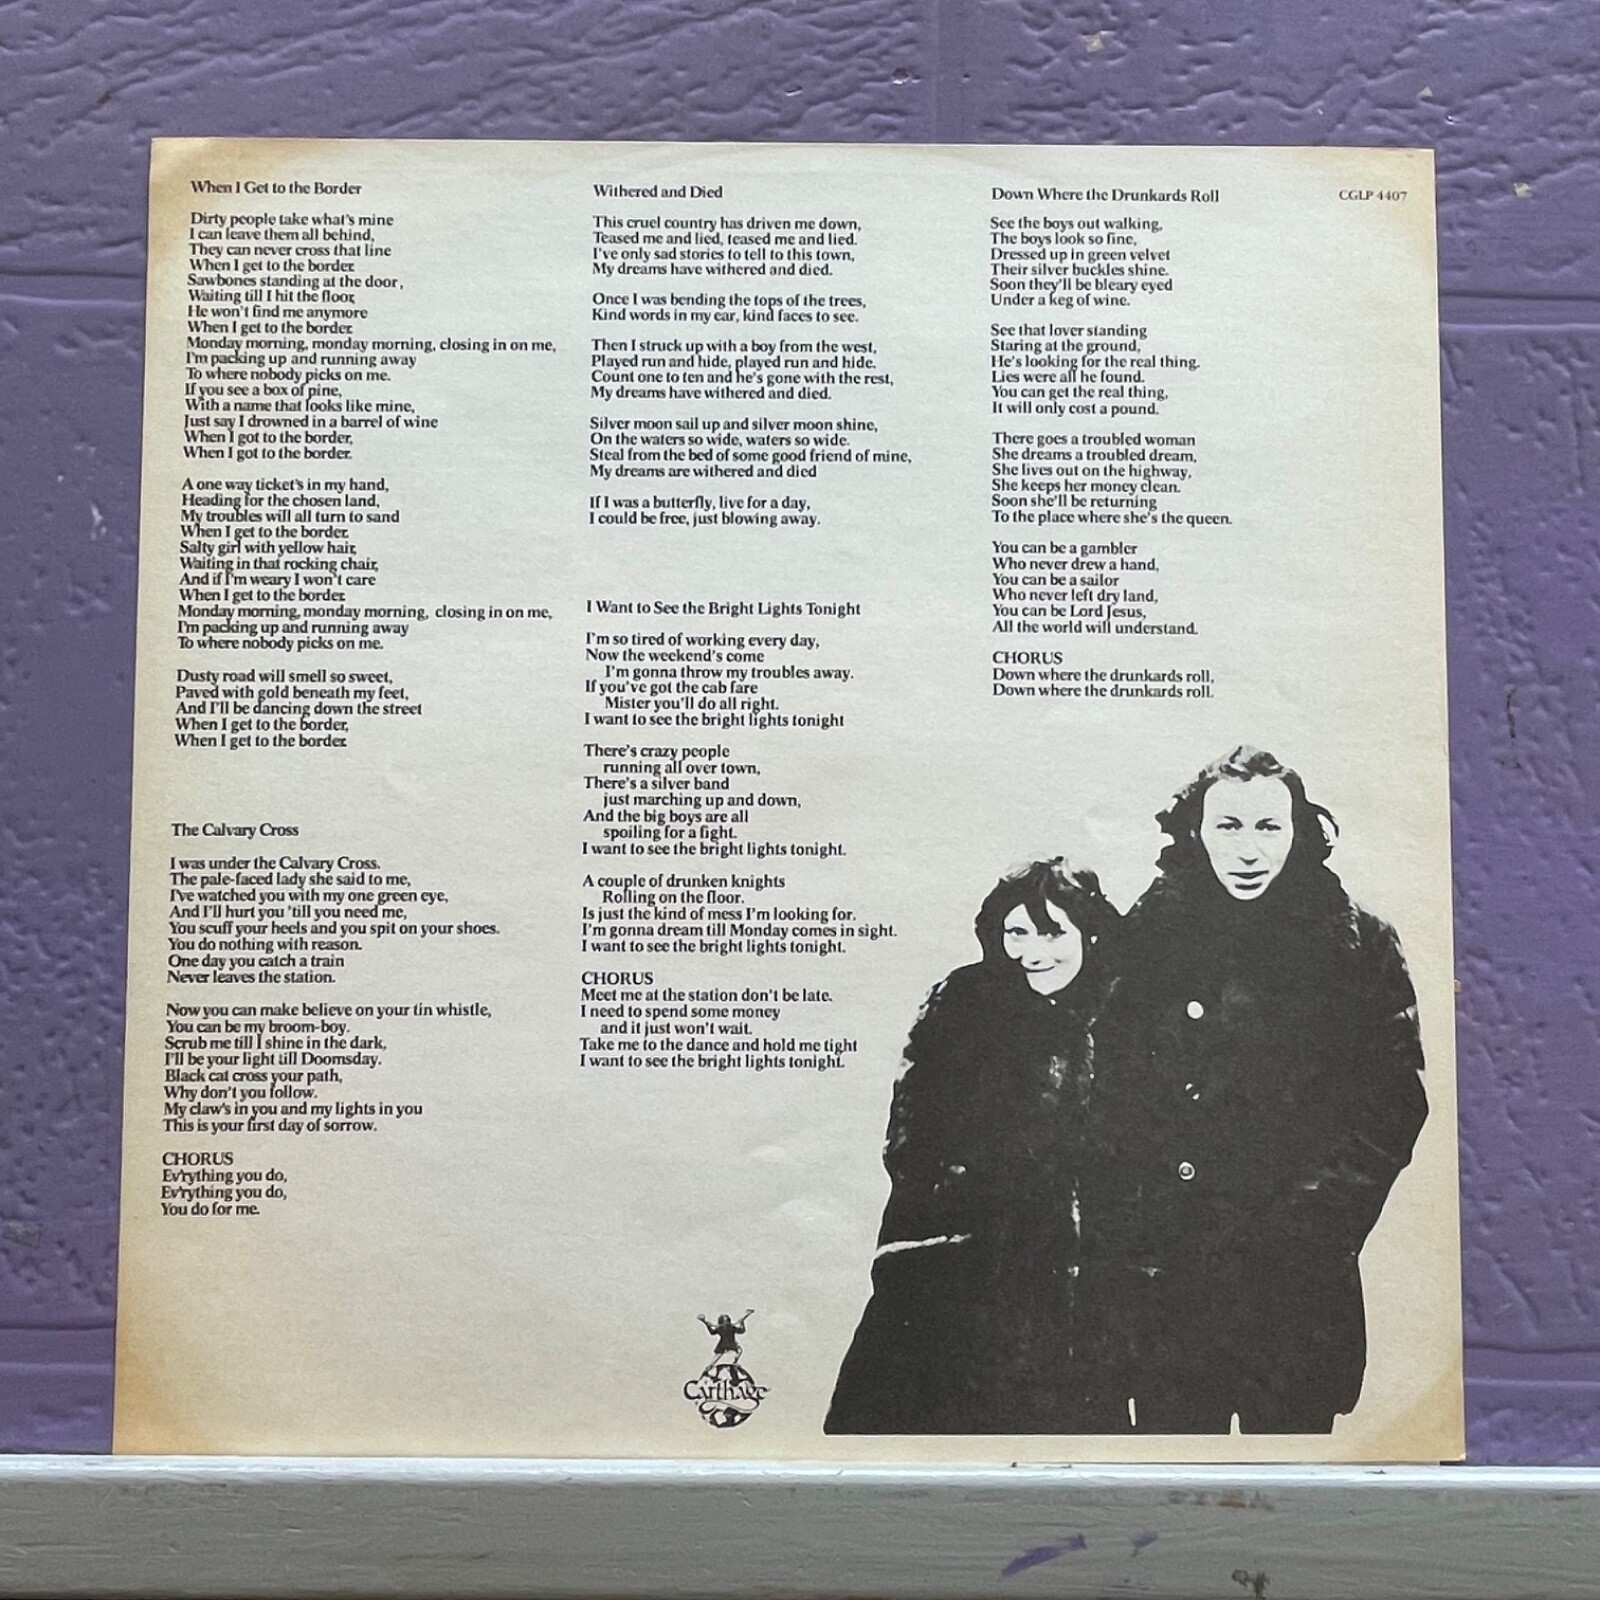 When I Get to the Border
Dirty people take what's mine
I can leave them all behind,
They can never cross that line
When I get to the border.
Sawbones standing at the door,
Waiting till I hit the floor,
He won't find me anymore
When I get to the border.
Monday morning, monday morning, closing in on me,
I'm packing up and running away
To where nobody picks on me.
If you see a box of pine,
With a name that looks like mine,
Just say I drowned in a barrel of wine
When I got to the border,
When I got to the border.
A one way ticket's in my hand,
Heading for the chosen land,
My troubles will all turn to sand
When I get to the border.
Salty girl with yellow hair,
Waiting in that rocking chair,
And if I'm weary I won't care
When I get to the border.
Monday morning, monday morning, closing in on me,
I'm packing up and running away
To where nobody picks on me.
Dusty road will smell so sweet,
Paved with gold beneath my feet,
And I'll be dancing down the street
When I get to the border,
When I get to the border.
The Calvary Cross
I was under the Calvary Cross.
The pale-faced lady she said to me,
I've watched you with my one green eye,
And I'll hurt you 'till you need me,
You scuff your heels and you spit on your shoes.
You do nothing with reason.
One day you catch a train
Never leaves the station.
Now you can make believe on your tin whistle,
You can be my broom-boy.
Scrub me till I shine in the dark,
I'll be your light till Doomsday.
Black cat cross your path,
Why don't you follow.
My claw's in you and my lights in you
This is your first day of sorrow.
CHORUS
Ev'rything you do,
Ev'rything you do,
You do for me.
Withered and Died
This cruel country has driven me down,
Teased me and lied, teased me and lied.
I've only sad stories to tell to this town,
My dreams have withered and died.
Once I was bending the tops of the trees,
Kind words in my ear, kind faces to see.
Then I struck up with a boy from the west,
Played run and hide, played run and hide.
Count one to ten and he's gone with the rest,
My dreams have withered and died.
Silver moon sail up and silver moon shine,
On the waters so wide, waters so wide.
Steal from the bed of some good friend of mine,
My dreams are withered and died
If I was a butterfly, live for a day,
I could be free, just blowing away.
I Want to See the Bright Lights Tonight
I'm so tired of working every day,
Now the weekend's come
I'm gonna throw my troubles away.
If you've got the cab fare
Mister you'll do all right.
I want to see the bright lights tonight
There's crazy people
running all over town,
There's a silver band
just marching up and down,
And the big boys are all
spoiling for a fight.
I want to see the bright lights tonight.
A couple of drunken knights
Rolling on the floor.
Is just the kind of mess I'm looking for.
I'm gonna dream till Monday comes in sight.
I want to see the bright lights tonight.
CHORUS
Meet me at the station don't be late.
I need to spend some money
and it just won't wait.
Take me to the dance and hold me tight
I want to see the bright lights tonight.
Down Where the Drunkards Roll
See the boys out walking,
The boys look so fine,
Dressed up in green velvet
Their silver buckles shine.
Soon they'll be bleary eyed
Under a keg of wine.
See that lover standing
Staring at the ground,
He's looking for the real thing.
Lies were all he found.
You can get the real thing,
It will only cost a pound.
There goes a troubled woman
She dreams a troubled dream,
She lives out on the highway,
She keeps her money clean.
Soon she'll be returning
To the place where she's the queen.
You can be a gambler
Who never drew a hand,
You can be a sailor
Who never left dry land,
You can be Lord Jesus,
All the world will understand.
CHORUS
Down where the drunkards roll,
Down where the drunkards roll.
CGLP 4407
Carthage